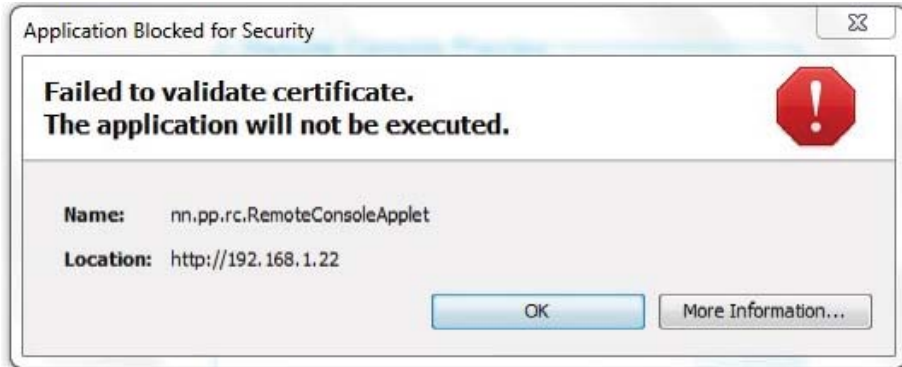 Application Blocked for Security
Failed to validate certificate.
The application will not be executed.
Name: nn.pp.rc.RemoteConsoleApplet
Location: http://192.168.1.22
OK More Information...